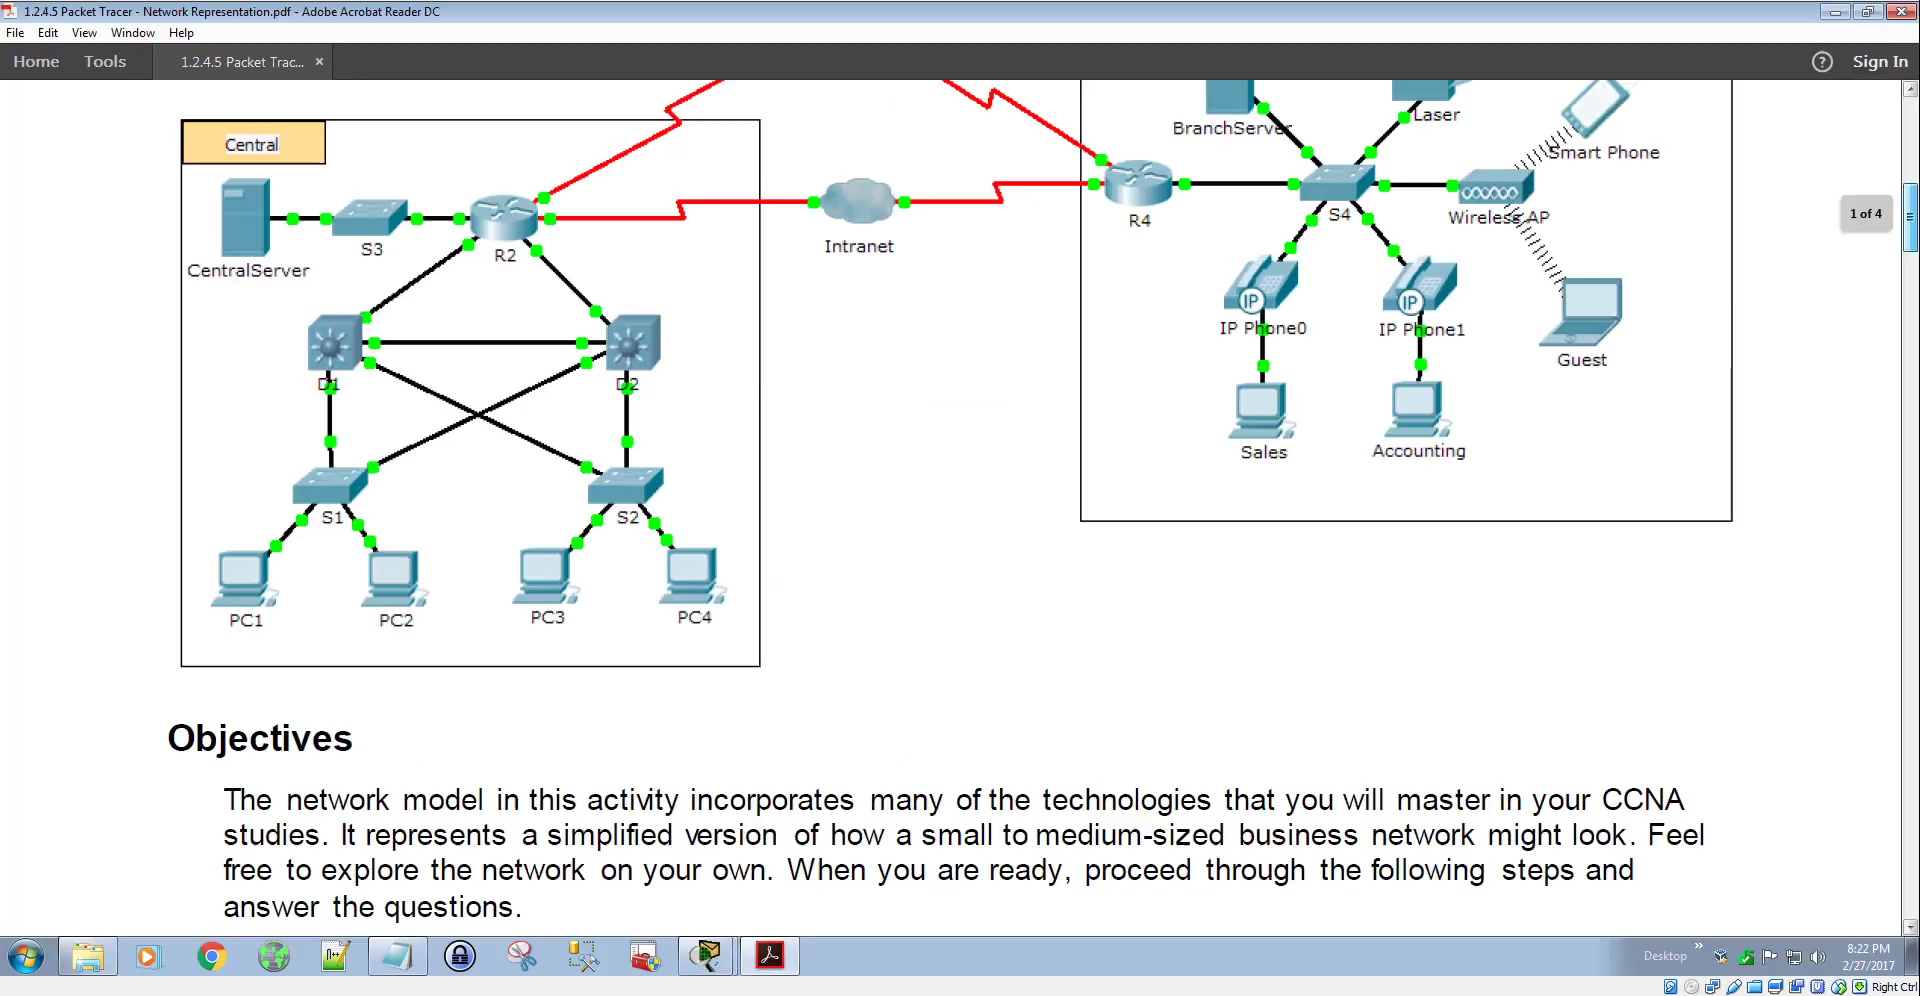 1.2.4.5 Packet Tracer - Network Representation.pdf - Adobe Acrobat Reader DC
File Edit View Window Help
Home Tools 1.2.4.5 Packet Trac... × ? Sign In
1 of 4
Central
CentralServer
S3
R2
D1
D2
S1
S2
PC1
PC2
PC3
PC4
Intranet
BranchServer
Laser
Smart Phone
R4
S4
Wireless AP
IP
IP Phone0
IP
IP Phone1
Guest
Sales
Accounting
Objectives
The network model in this activity incorporates many of the technologies that you will master in your CCNA
studies. It represents a simplified version of how a small to medium-sized business network might look. Feel
free to explore the network on your own. When you are ready, proceed through the following steps and
answer the questions.
Desktop »
8:22 PM
2/27/2017
Right Ctrl